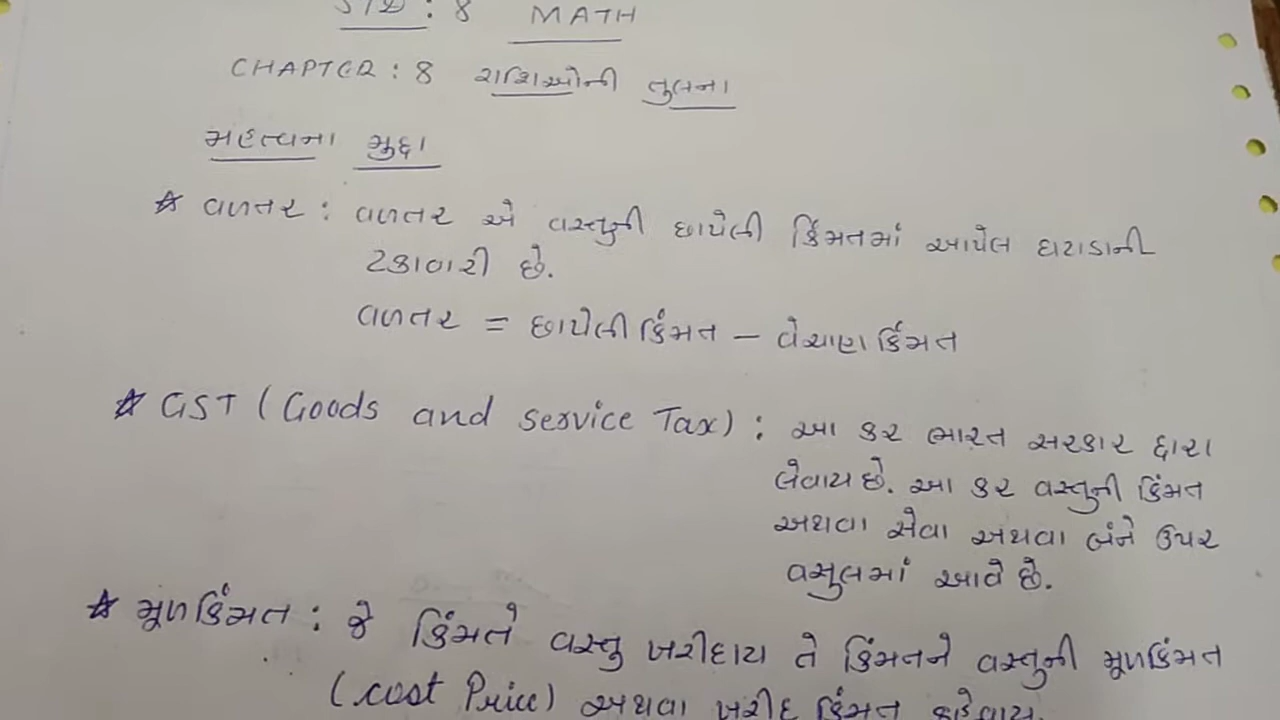 STD : 8 MATH
CHAPTER : 8 રાશિઓની તુલના
મહત્વના મુદ્દા
☆ વળતર : વળતર એ વસ્તુની છાપેલી કિંમતમાં આપેલ ઘટાડાની
ટકાવારી છે.
વળતર = છાપેલી કિંમત – વેચાણ કિંમત
☆ GST ( Goods and service Tax ) : આ કર ભારત સરકાર દ્વારા
લેવાય છે. આ કર વસ્તુની કિંમત
અથવા સેવા અથવા બંને ઉપર
વસુલમાં આવે છે.
☆ મૂળકિંમત : જે કિંમતે વસ્તુ ખરીદાય તે કિંમતને વસ્તુની મૂળકિંમત
(cost Price) અથવા ખરીદ કિંમત કહેવાય.